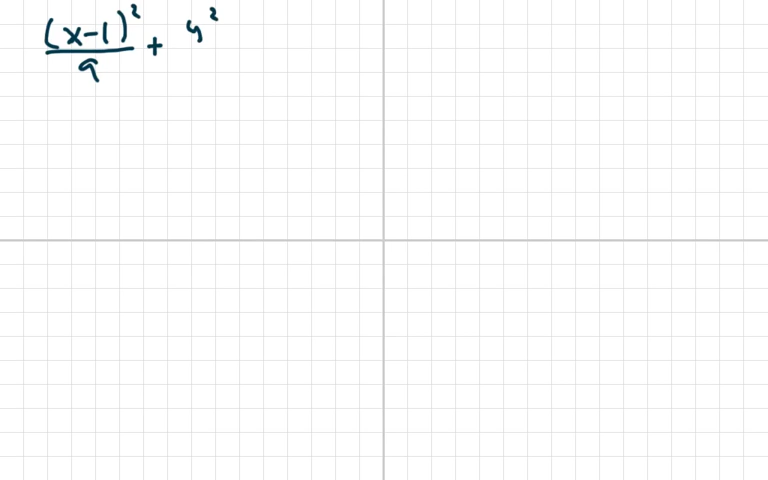 (x-1)²/9 + y²